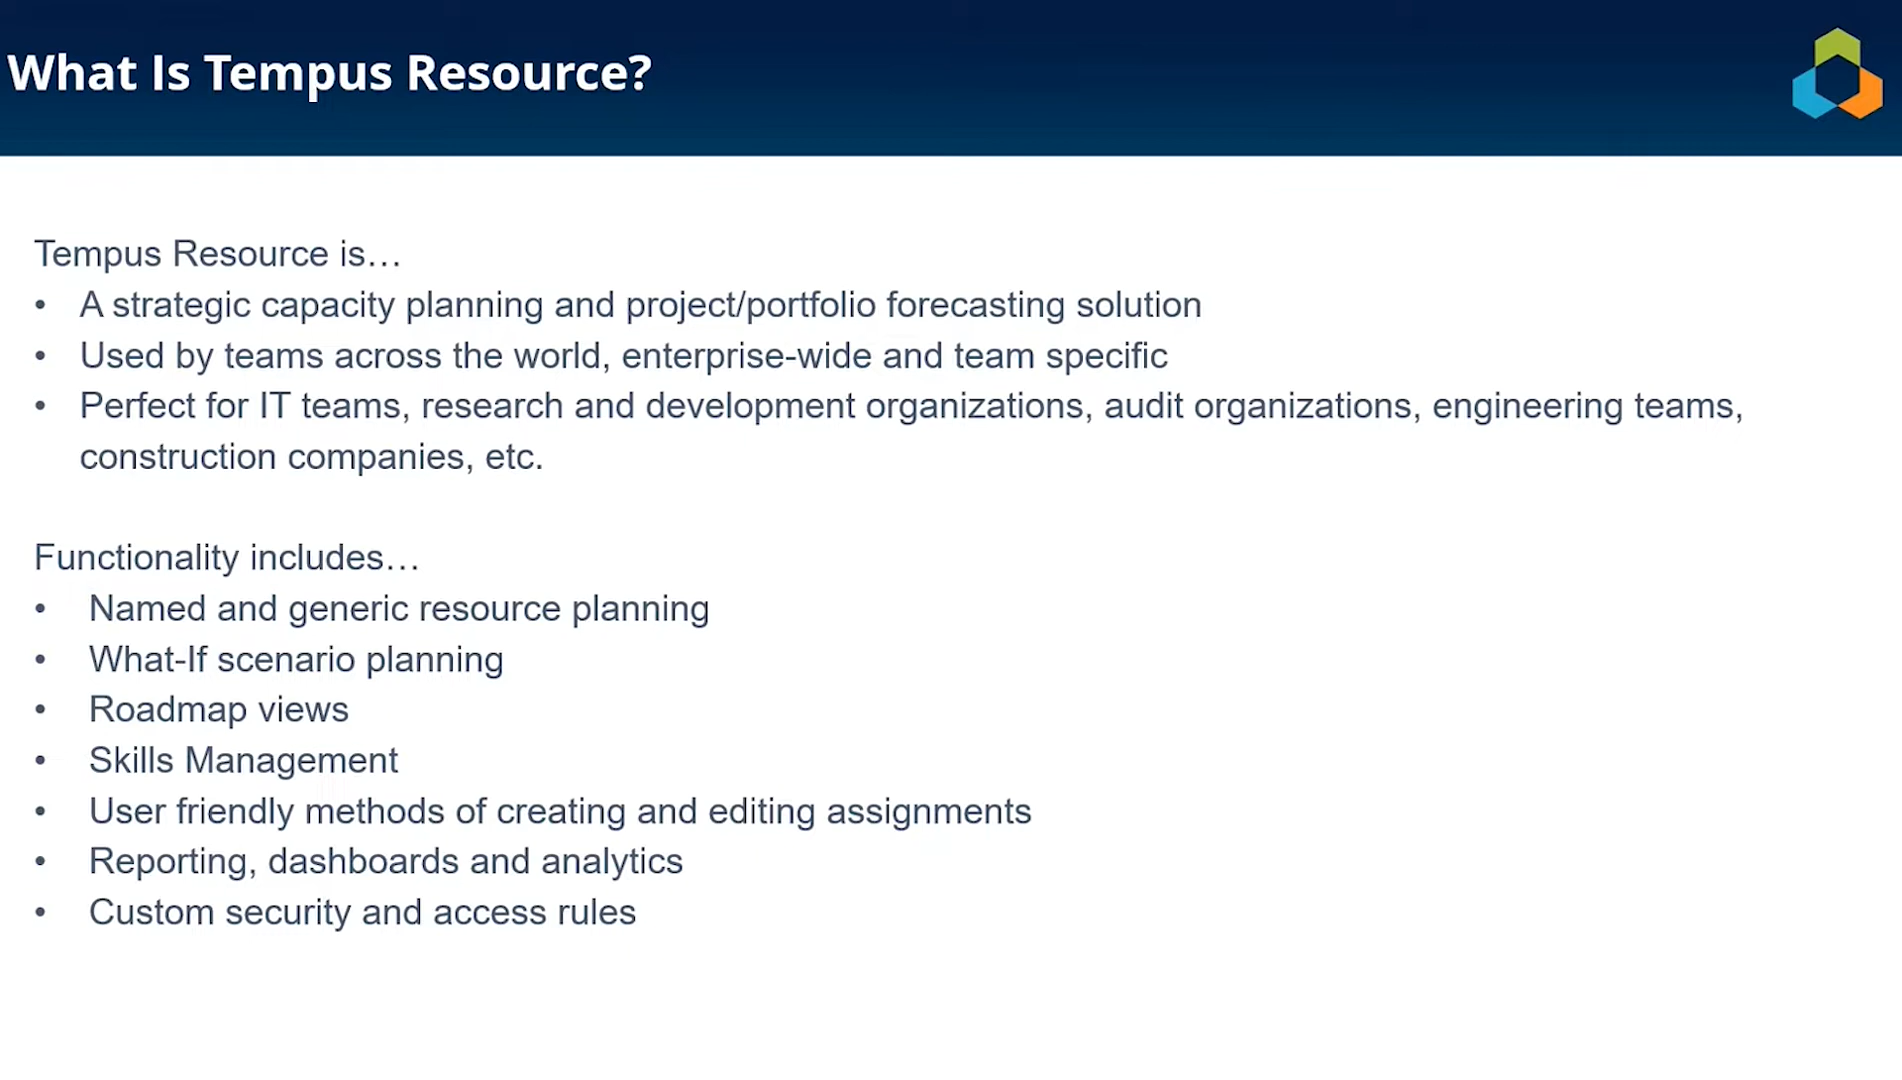 What Is Tempus Resource?
Tempus Resource is…
• A strategic capacity planning and project/portfolio forecasting solution
• Used by teams across the world, enterprise-wide and team specific
• Perfect for IT teams, research and development organizations, audit organizations, engineering teams,
construction companies, etc.
Functionality includes…
• Named and generic resource planning
• What-If scenario planning
• Roadmap views
• Skills Management
• User friendly methods of creating and editing assignments
• Reporting, dashboards and analytics
• Custom security and access rules